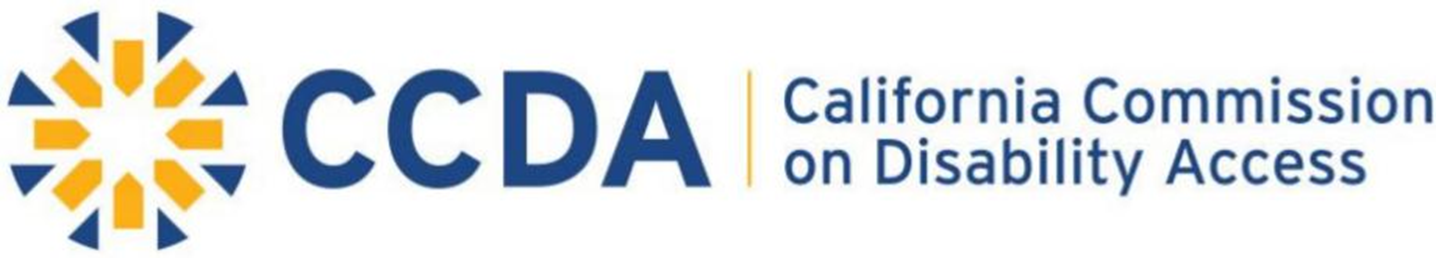 CCDA
California Commission
on Disability Access